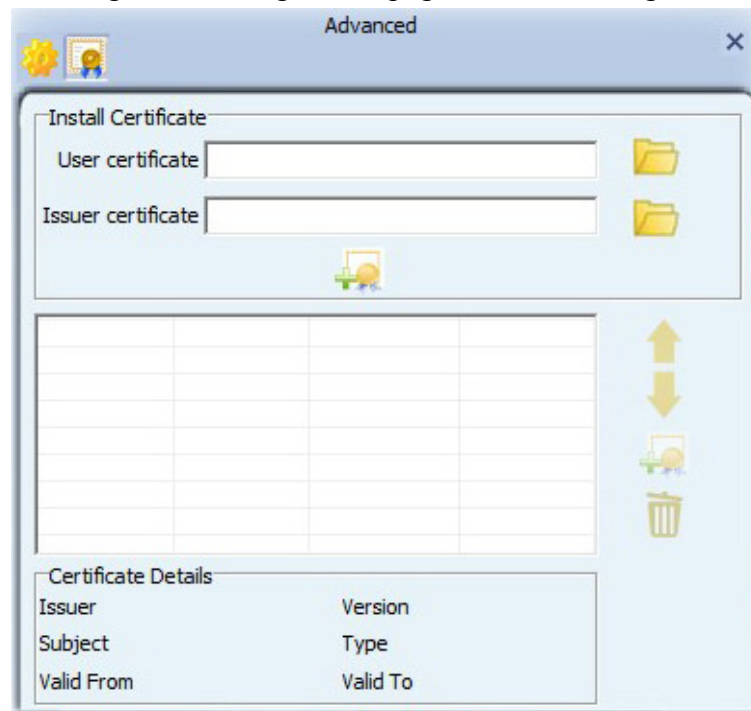 Advanced
Install Certificate
User certificate
Issuer certificate
Certificate Details
Issuer Version
Subject Type
Valid From Valid To